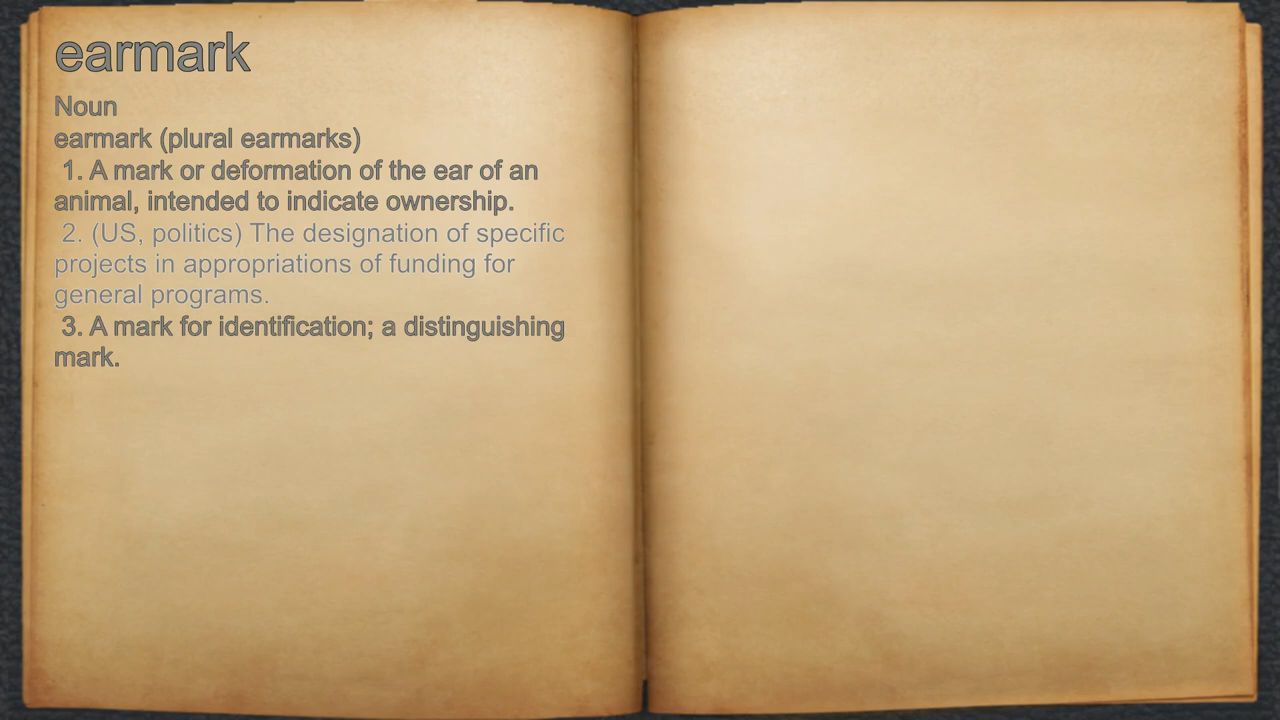 earmark
Noun
earmark (plural earmarks)
1. A mark or deformation of the ear of an
animal, intended to indicate ownership.
2. (US, politics) The designation of specific
projects in appropriations of funding for
general programs.
3. A mark for identification; a distinguishing
mark.